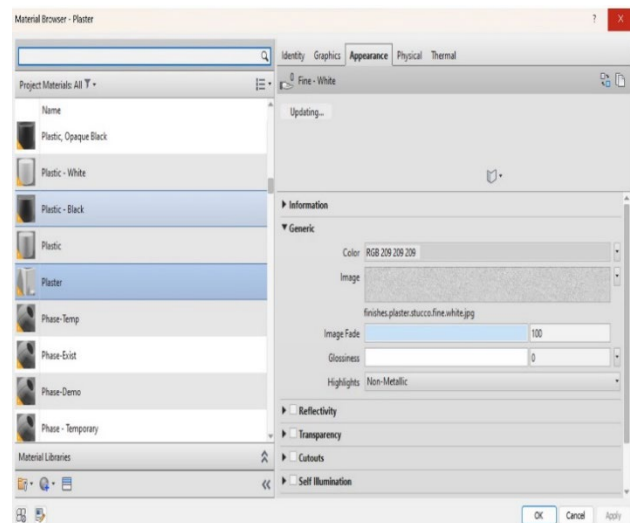 Material Browser - Plaster
?
X
Project Materials: All
Name
Plastic, Opaque Black
Plastic - White
Plastic - Black
Plastic
Plaster
Phase-Temp
Phase-Exist
Phase-Demo
Phase - Temporary
Material Libraries
«
Identity Graphics Appearance Physical Thermal
0
Fine - White
Updating...
Information
Generic
Color RGB 209 209 209
Image
finishes.plaster.stucco.fine.white.jpg
Image Fade 100
Glossiness 0
Highlights Non-Metallic
Reflectivity
Transparency
Cutouts
Self Illumination
OK Cancel Apply